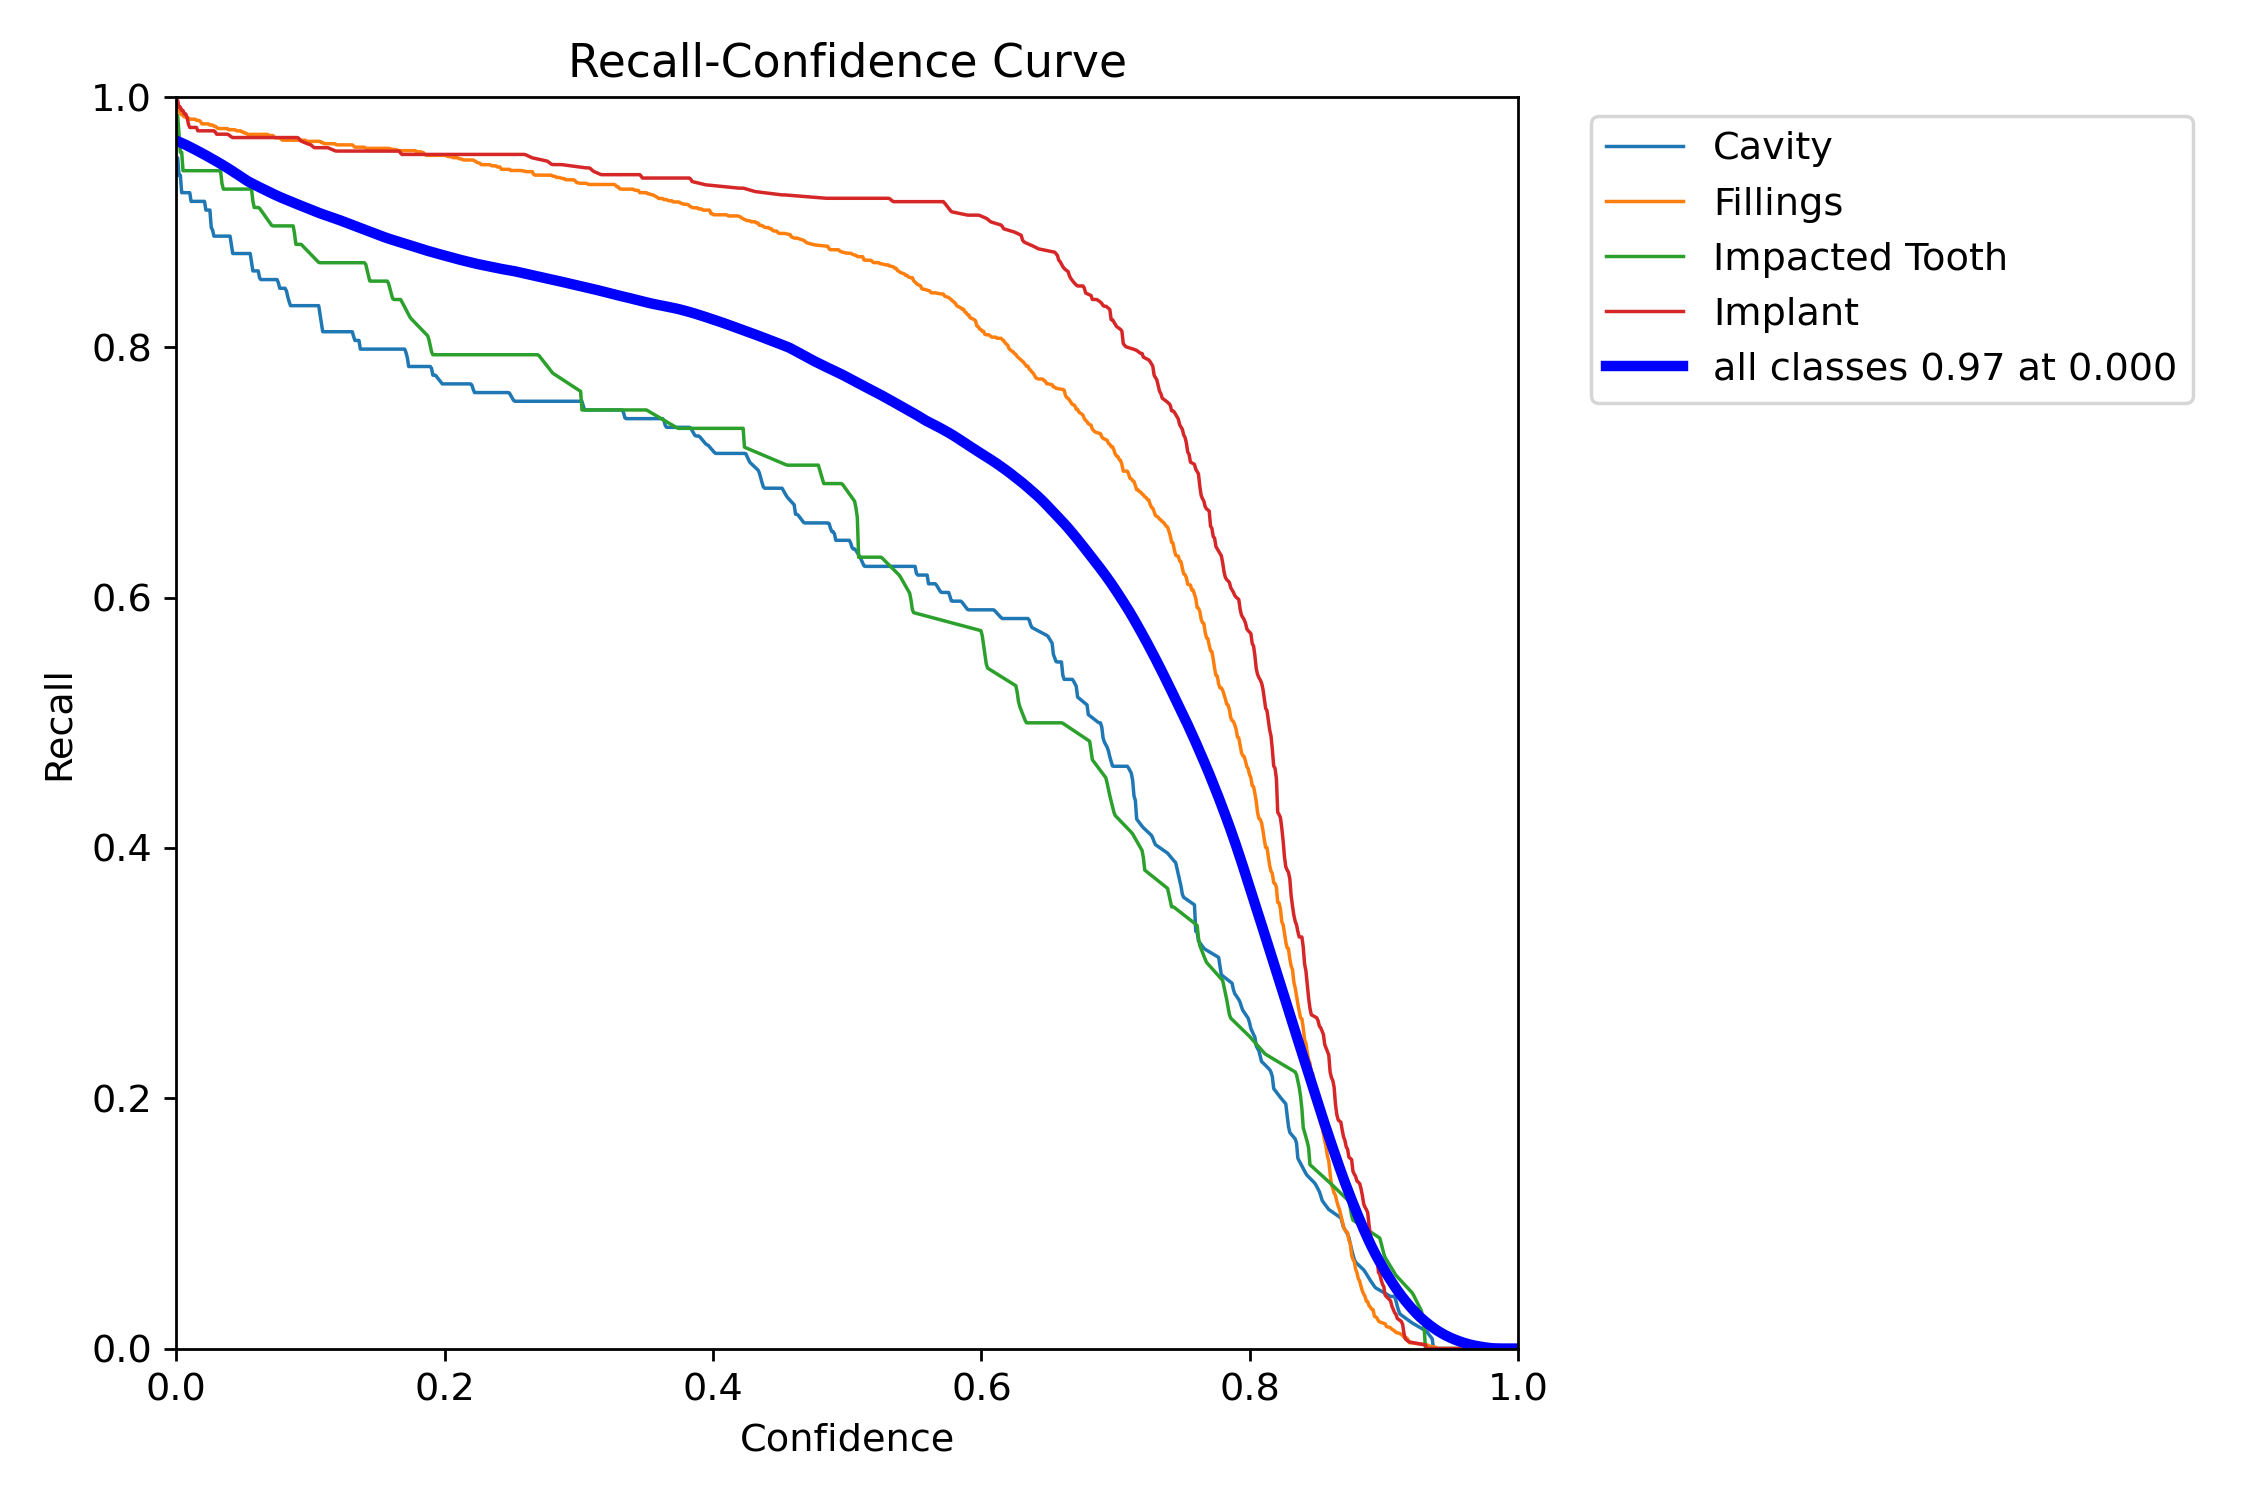 Recall-Confidence Curve
1.0
0.8
0.6
0.4
0.2
0.0
Recall
0.0 0.2 0.4 0.6 0.8 1.0
Confidence
Cavity
Fillings
Impacted Tooth
Implant
all classes 0.97 at 0.000